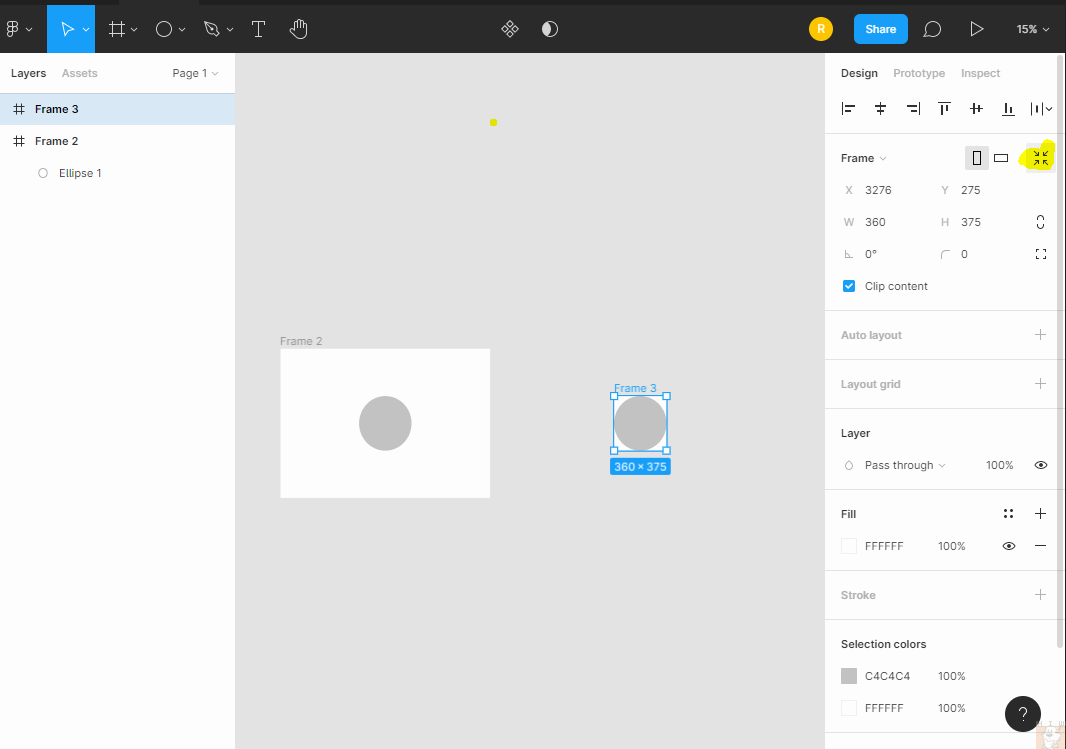 R
Share
15%
Layers Assets Page 1
Frame 3
Frame 2
Ellipse 1
Frame 2
Frame 3
360 × 375
Design Prototype Inspect
Frame
X 3276 Y 275
W 360 H 375
0° 0
Clip content
Auto layout
Layout grid
Layer
Pass through 100%
Fill
FFFFFF 100%
Stroke
Selection colors
C4C4C4 100%
FFFFFF 100%
?